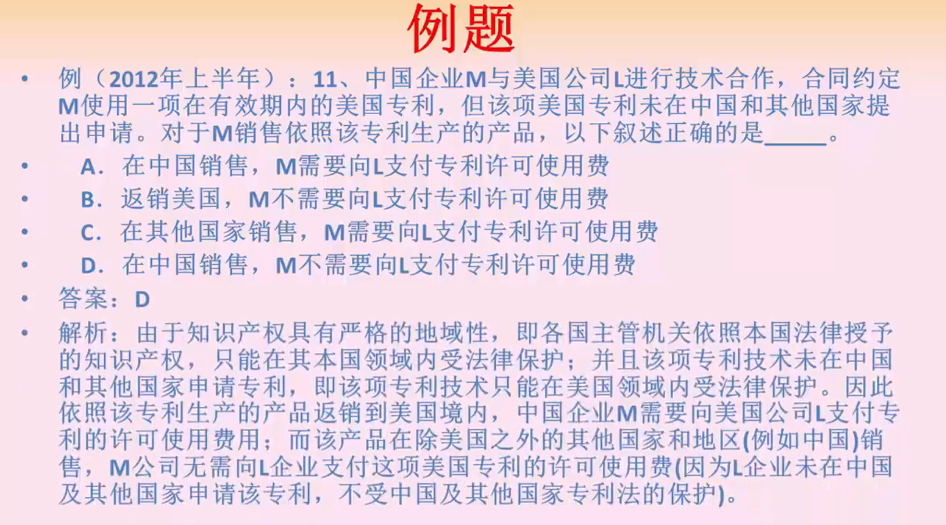 例题
• 例（2012年上半年）：11、中国企业M与美国公司L进行技术合作，合同约定
M使用一项在有效期内的美国专利，但该项美国专利未在中国和其他国家提
出申请。对于M销售依照该专利生产的产品，以下叙述正确的是_____。
• A．在中国销售，M需要向L支付专利许可使用费
• B．返销美国，M不需要向L支付专利许可使用费
• C．在其他国家销售，M需要向L支付专利许可使用费
• D．在中国销售，M不需要向L支付专利许可使用费
• 答案：D
• 解析：由于知识产权具有严格的地域性，即各国主管机关依照本国法律授予
的知识产权，只能在其本国领域内受法律保护；并且该项专利技术未在中国
和其他国家申请专利，即该项专利技术只能在美国领域内受法律保护。因此
依照该专利生产的产品返销到美国境内，中国企业M需要向美国公司L支付专
利的许可使用费用；而该产品在除美国之外的其他国家和地区(例如中国)销
售，M公司无需向L企业支付这项美国专利的许可使用费(因为L企业未在中国
及其他国家申请该专利，不受中国及其他国家专利法的保护)。